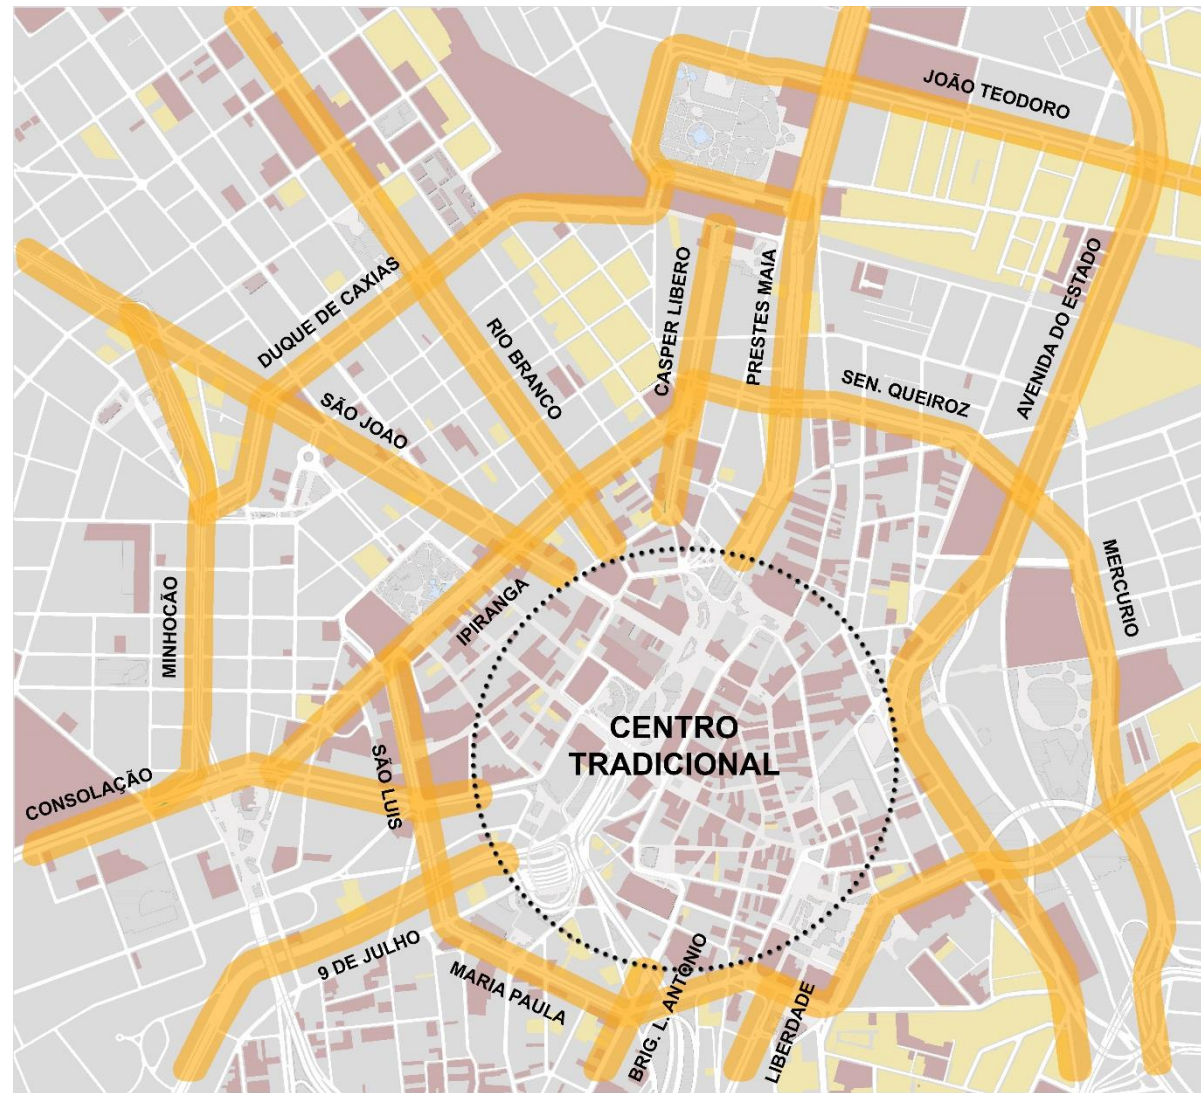 JOÃO TEODORO
AVENIDA DO ESTADO
CASPER LIBERO
PRESTES MAIA
DUQUE DE CAXIAS
RIO BRANCO
SEN. QUEIROZ
SÃO JOAO
MERCURIO
MINHOCÃO
IPIRANGA
CENTRO
TRADICIONAL
SÃO LUIS
CONSOLAÇÃO
9 DE JULHO
MARIA PAULA
BRIG. L. ANTONIO
LIBERDADE